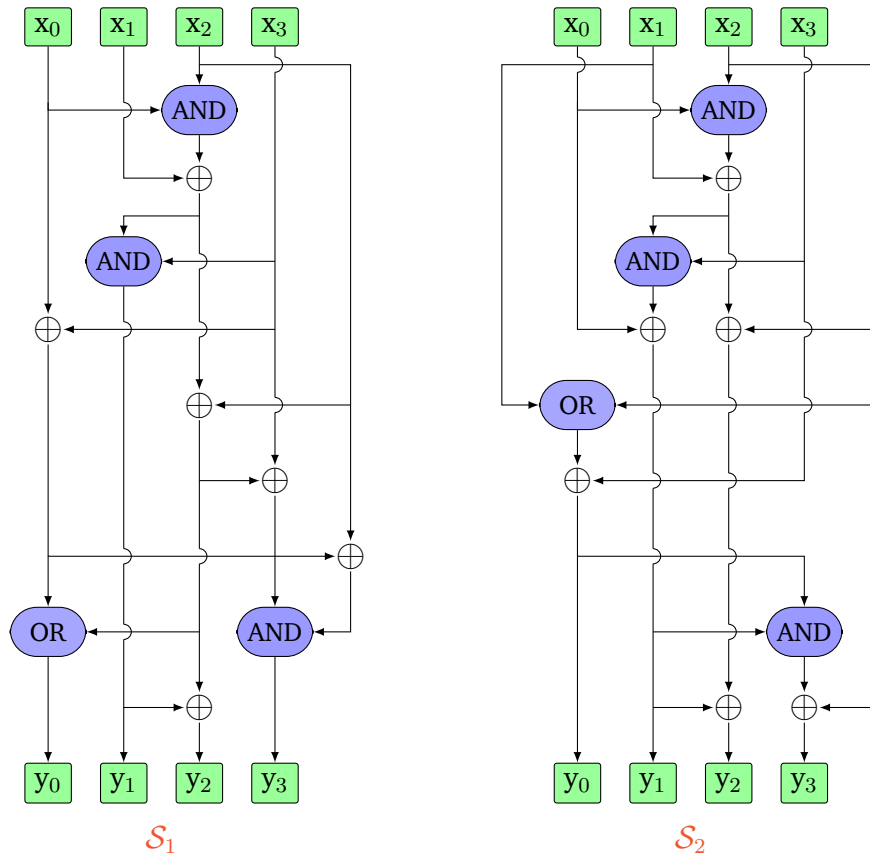 x₀ x₁ x₂ x₃ x₀ x₁ x₂ x₃
AND AND
AND AND
OR
OR AND AND
y₀ y₁ y₂ y₃ y₀ y₁ y₂ y₃
𝒮₁ 𝒮₂